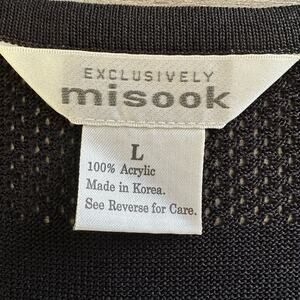 EXCLUSIVELY
misook
L
100% Acrylic
Made in Korea.
See Reverse for Care.